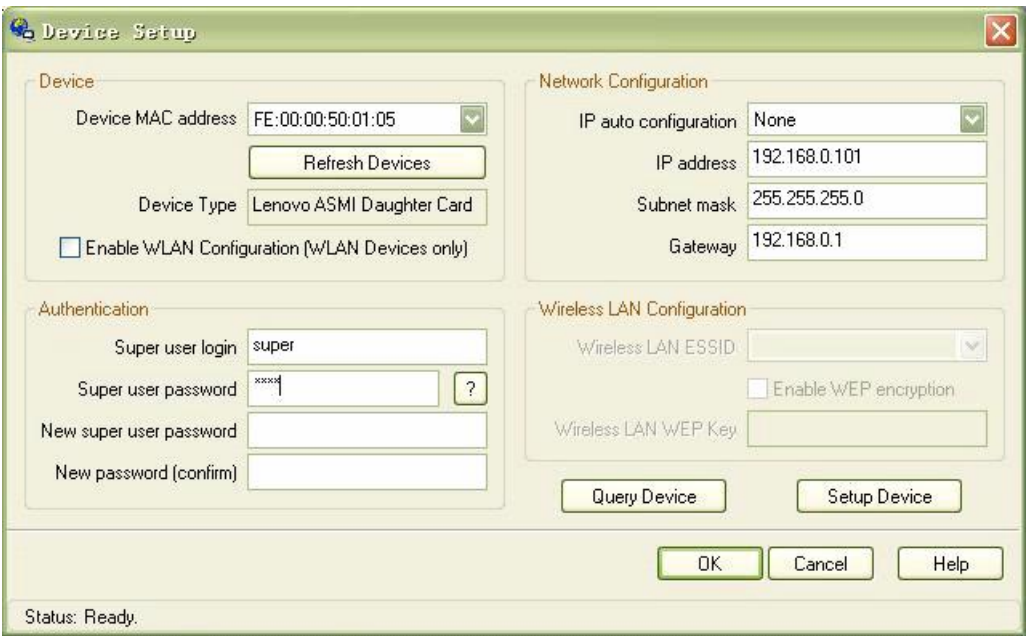 Device Setup
Device
Device MAC address FE:00:00:50:01:05
Refresh Devices
Device Type Lenovo ASMI Daughter Card
Enable WLAN Configuration (WLAN Devices only)
Network Configuration
IP auto configuration None
IP address 192.168.0.101
Subnet mask 255.255.255.0
Gateway 192.168.0.1
Authentication
Super user login super
Super user password xxxx ?
New super user password
New password (confirm)
Wireless LAN Configuration
Wireless LAN ESSID
Enable WEP encryption
Wireless LAN WEP Key
Query Device Setup Device
OK Cancel Help
Status: Ready.